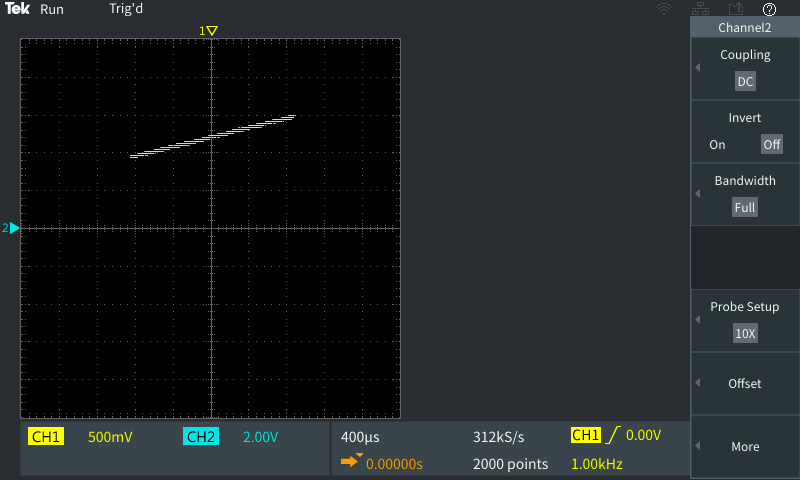 Tek Run Trig'd
1
Channel2
Coupling
DC
Invert
On Off
Bandwidth
Full
2
Probe Setup
10X
Offset
More
CH1 500mV CH2 2.00V 400µs 312kS/s CH1 0.00V
0.00000s 2000 points 1.00kHz